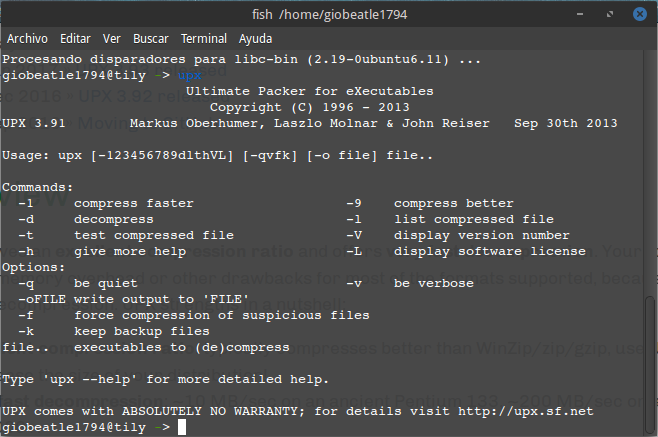 fish /home/giobeatle1794
Archivo Editar Ver Buscar Terminal Ayuda
Procesando disparadores para libc-bin (2.19-0ubuntu6.11) ...
giobeatle1794@tily -> upx
Ultimate Packer for eXecutables
Copyright (C) 1996 - 2013
UPX 3.91 Markus Oberhumer, Laszlo Molnar & John Reiser Sep 30th 2013
Usage: upx [-123456789dlthVL] [-qvfk] [-o file] file..
Commands:
-1 compress faster -9 compress better
-d decompress -l list compressed file
-t test compressed file -V display version number
-h give more help -L display software license
Options:
-q be quiet -v be verbose
-oFILE write output to 'FILE'
-f force compression of suspicious files
-k keep backup files
file.. executables to (de)compress
Type 'upx --help' for more detailed help.
UPX comes with ABSOLUTELY NO WARRANTY; for details visit http://upx.sf.net
giobeatle1794@tily ->